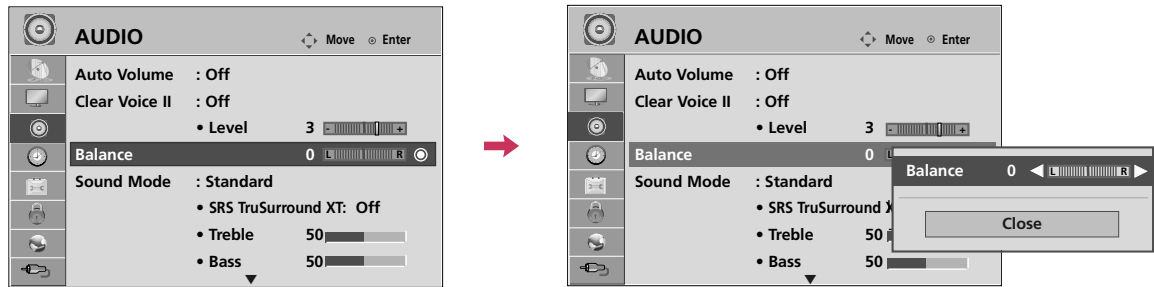 AUDIO Move Enter
Auto Volume : Off
Clear Voice II : Off
• Level 3 - +
Balance 0 L R
Sound Mode : Standard
• SRS TruSurround XT: Off
• Treble 50
• Bass 50
AUDIO Move Enter
Auto Volume : Off
Clear Voice II : Off
• Level 3 - +
Balance 0 L
Sound Mode : Standard
• SRS TruSurround X
• Treble 50
• Bass 50
Balance 0 L R
Close